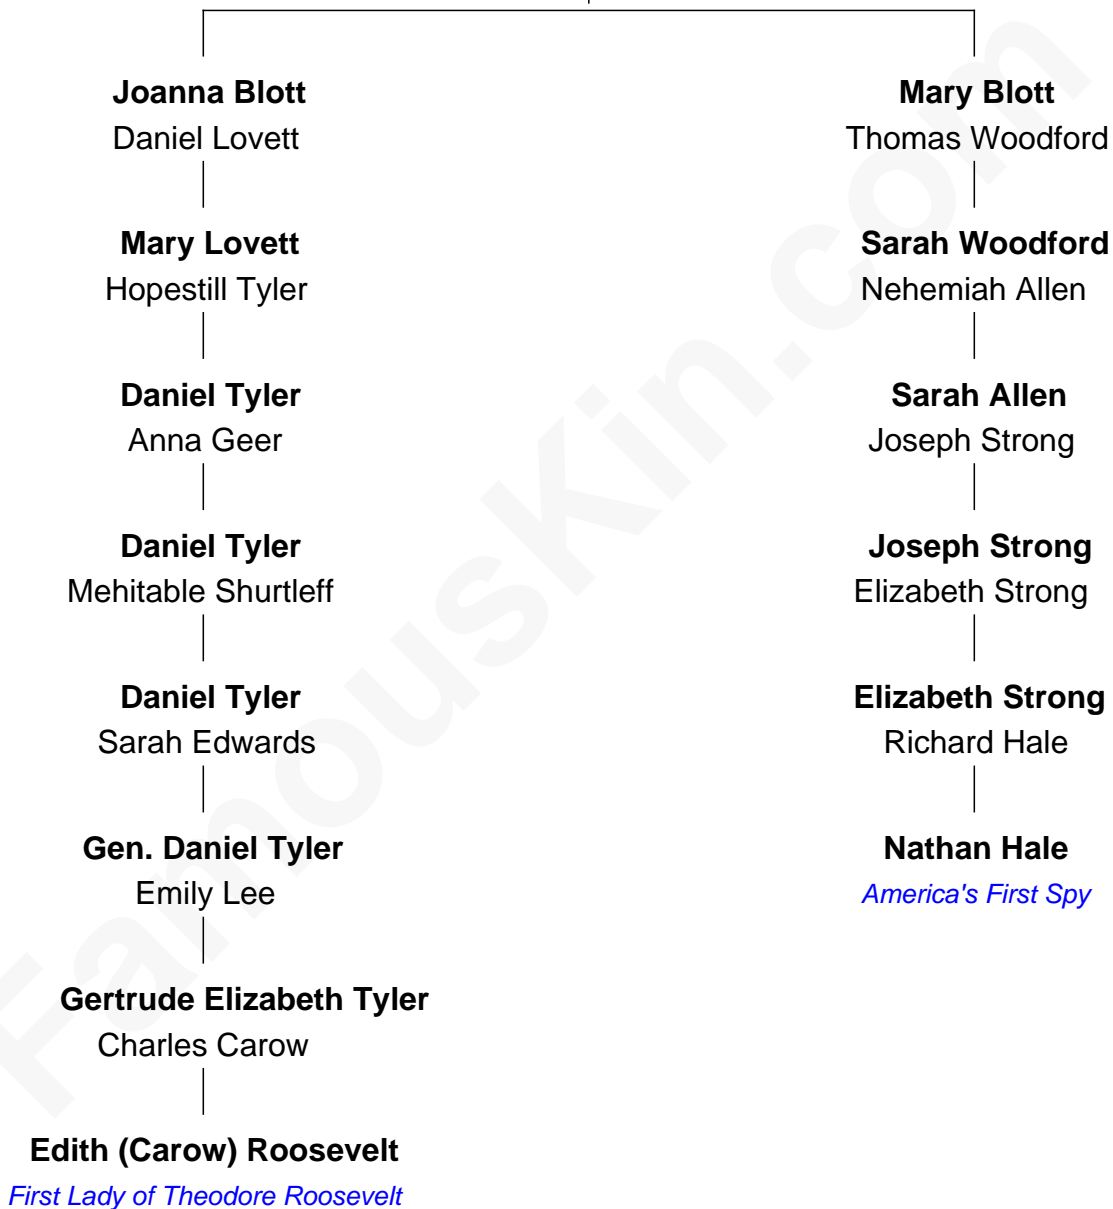 Joanna Blott
Daniel Lovett
Mary Lovett
Hopestill Tyler
Daniel Tyler
Anna Geer
Daniel Tyler
Mehitable Shurtleff
Daniel Tyler
Sarah Edwards
Gen. Daniel Tyler
Emily Lee
Gertrude Elizabeth Tyler
Charles Carow
Edith (Carow) Roosevelt
First Lady of Theodore Roosevelt
Mary Blott
Thomas Woodford
Sarah Woodford
Nehemiah Allen
Sarah Allen
Joseph Strong
Joseph Strong
Elizabeth Strong
Elizabeth Strong
Richard Hale
Nathan Hale
America's First Spy
FamousKin.com